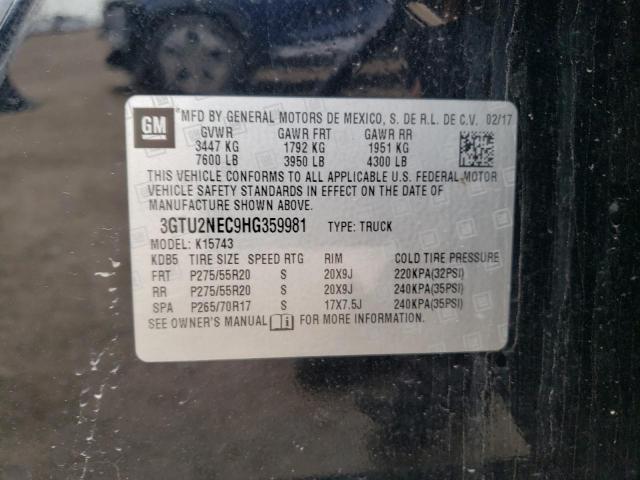 GM
MFD BY GENERAL MOTORS DE MEXICO, S. DE R.L. DE C.V. 02/17
GVWR GAWR FRT GAWR RR
3447 KG 1792 KG 1951 KG
7600 LB 3950 LB 4300 LB
THIS VEHICLE CONFORMS TO ALL APPLICABLE U.S. FEDERAL MOTOR
VEHICLE SAFETY STANDARDS IN EFFECT ON THE DATE OF
MANUFACTURE SHOWN ABOVE.
3GTU2NEC9HG359981 TYPE: TRUCK
MODEL: K15743
KDB5 TIRE SIZE SPEED RTG RIM COLD TIRE PRESSURE
FRT P275/55R20 S 20X9J 220KPA(32PSI)
RR P275/55R20 S 20X9J 240KPA(35PSI)
SPA P265/70R17 S 17X7.5J 240KPA(35PSI)
SEE OWNER'S MANUAL FOR MORE INFORMATION.